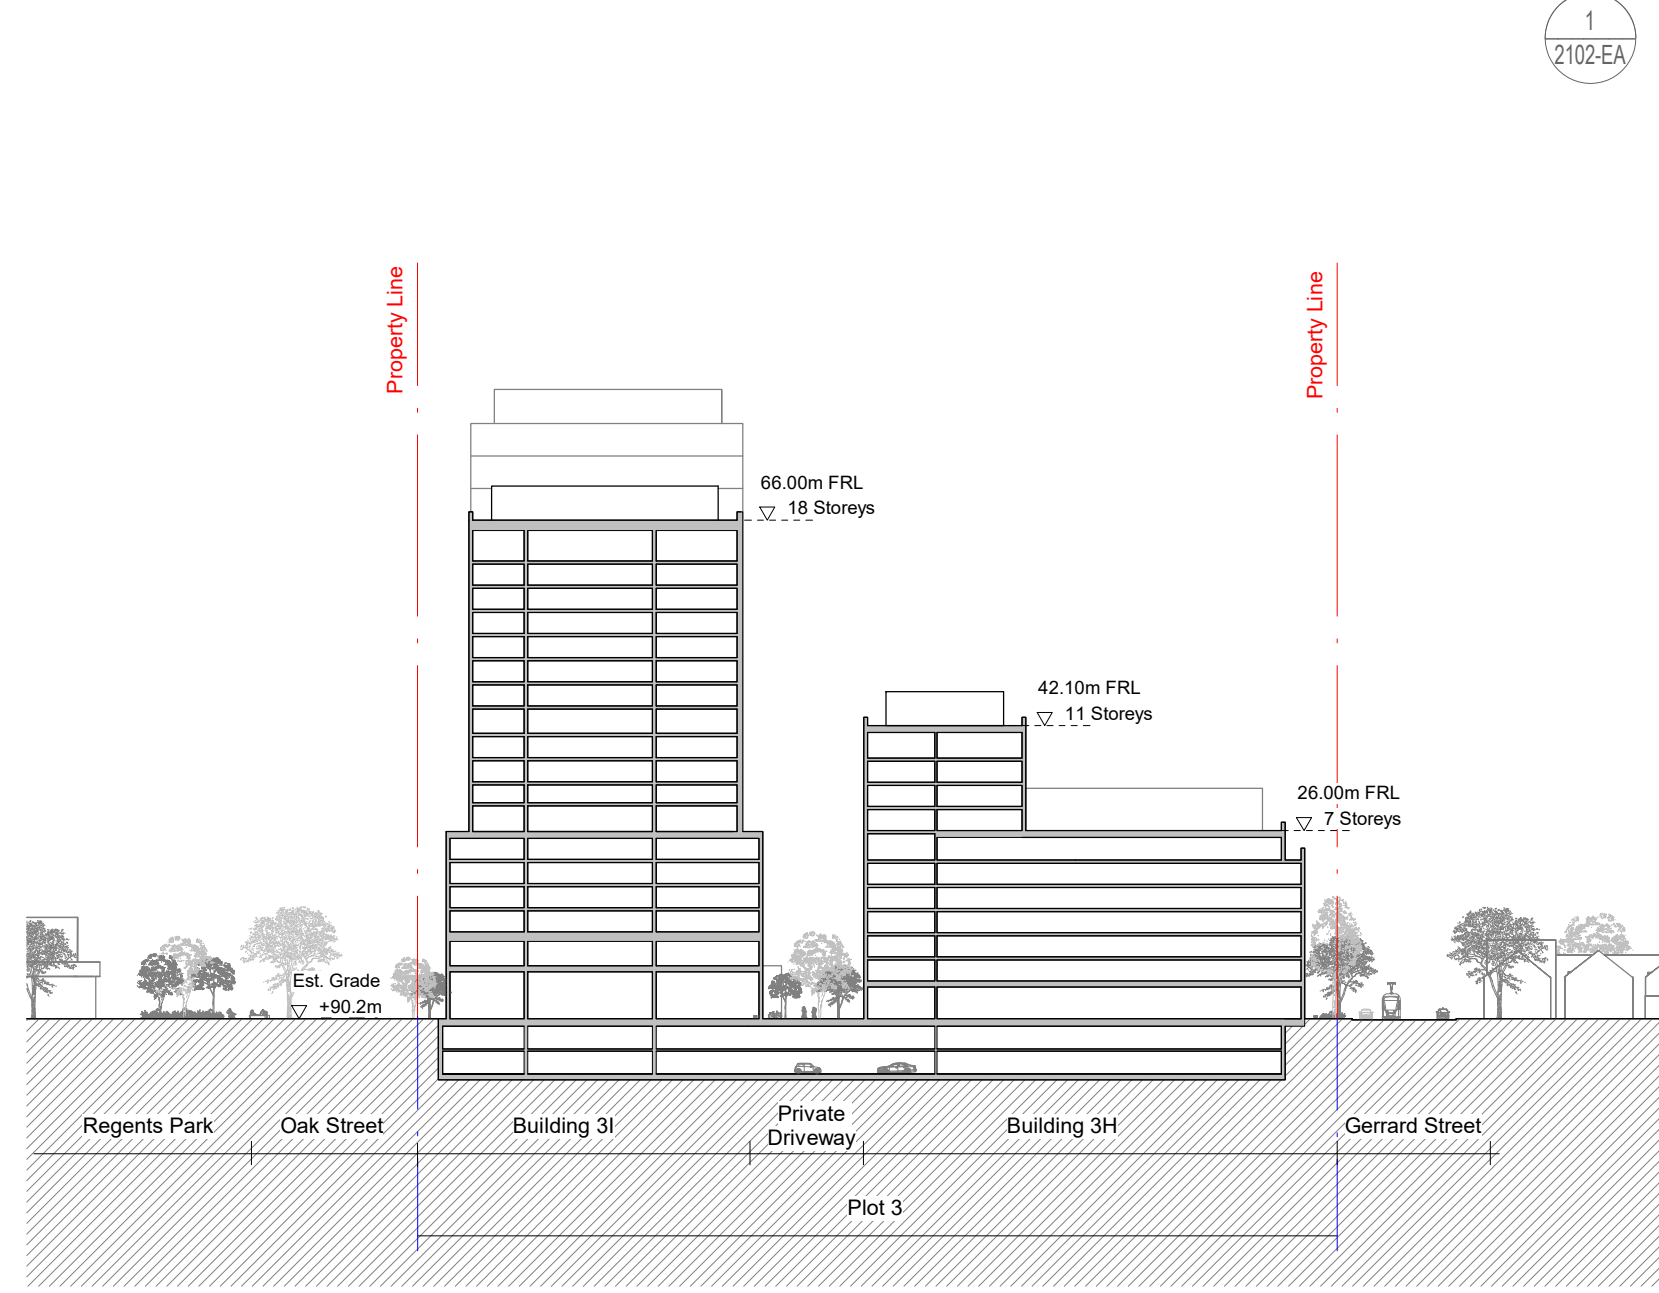 1
2102-EA
Property Line
Property Line
66.00m FRL
18 Storeys
42.10m FRL
11 Storeys
26.00m FRL
7 Storeys
Est. Grade
+90.2m
Regents Park
Oak Street
Building 3I
Private
Driveway
Building 3H
Gerrard Street
Plot 3